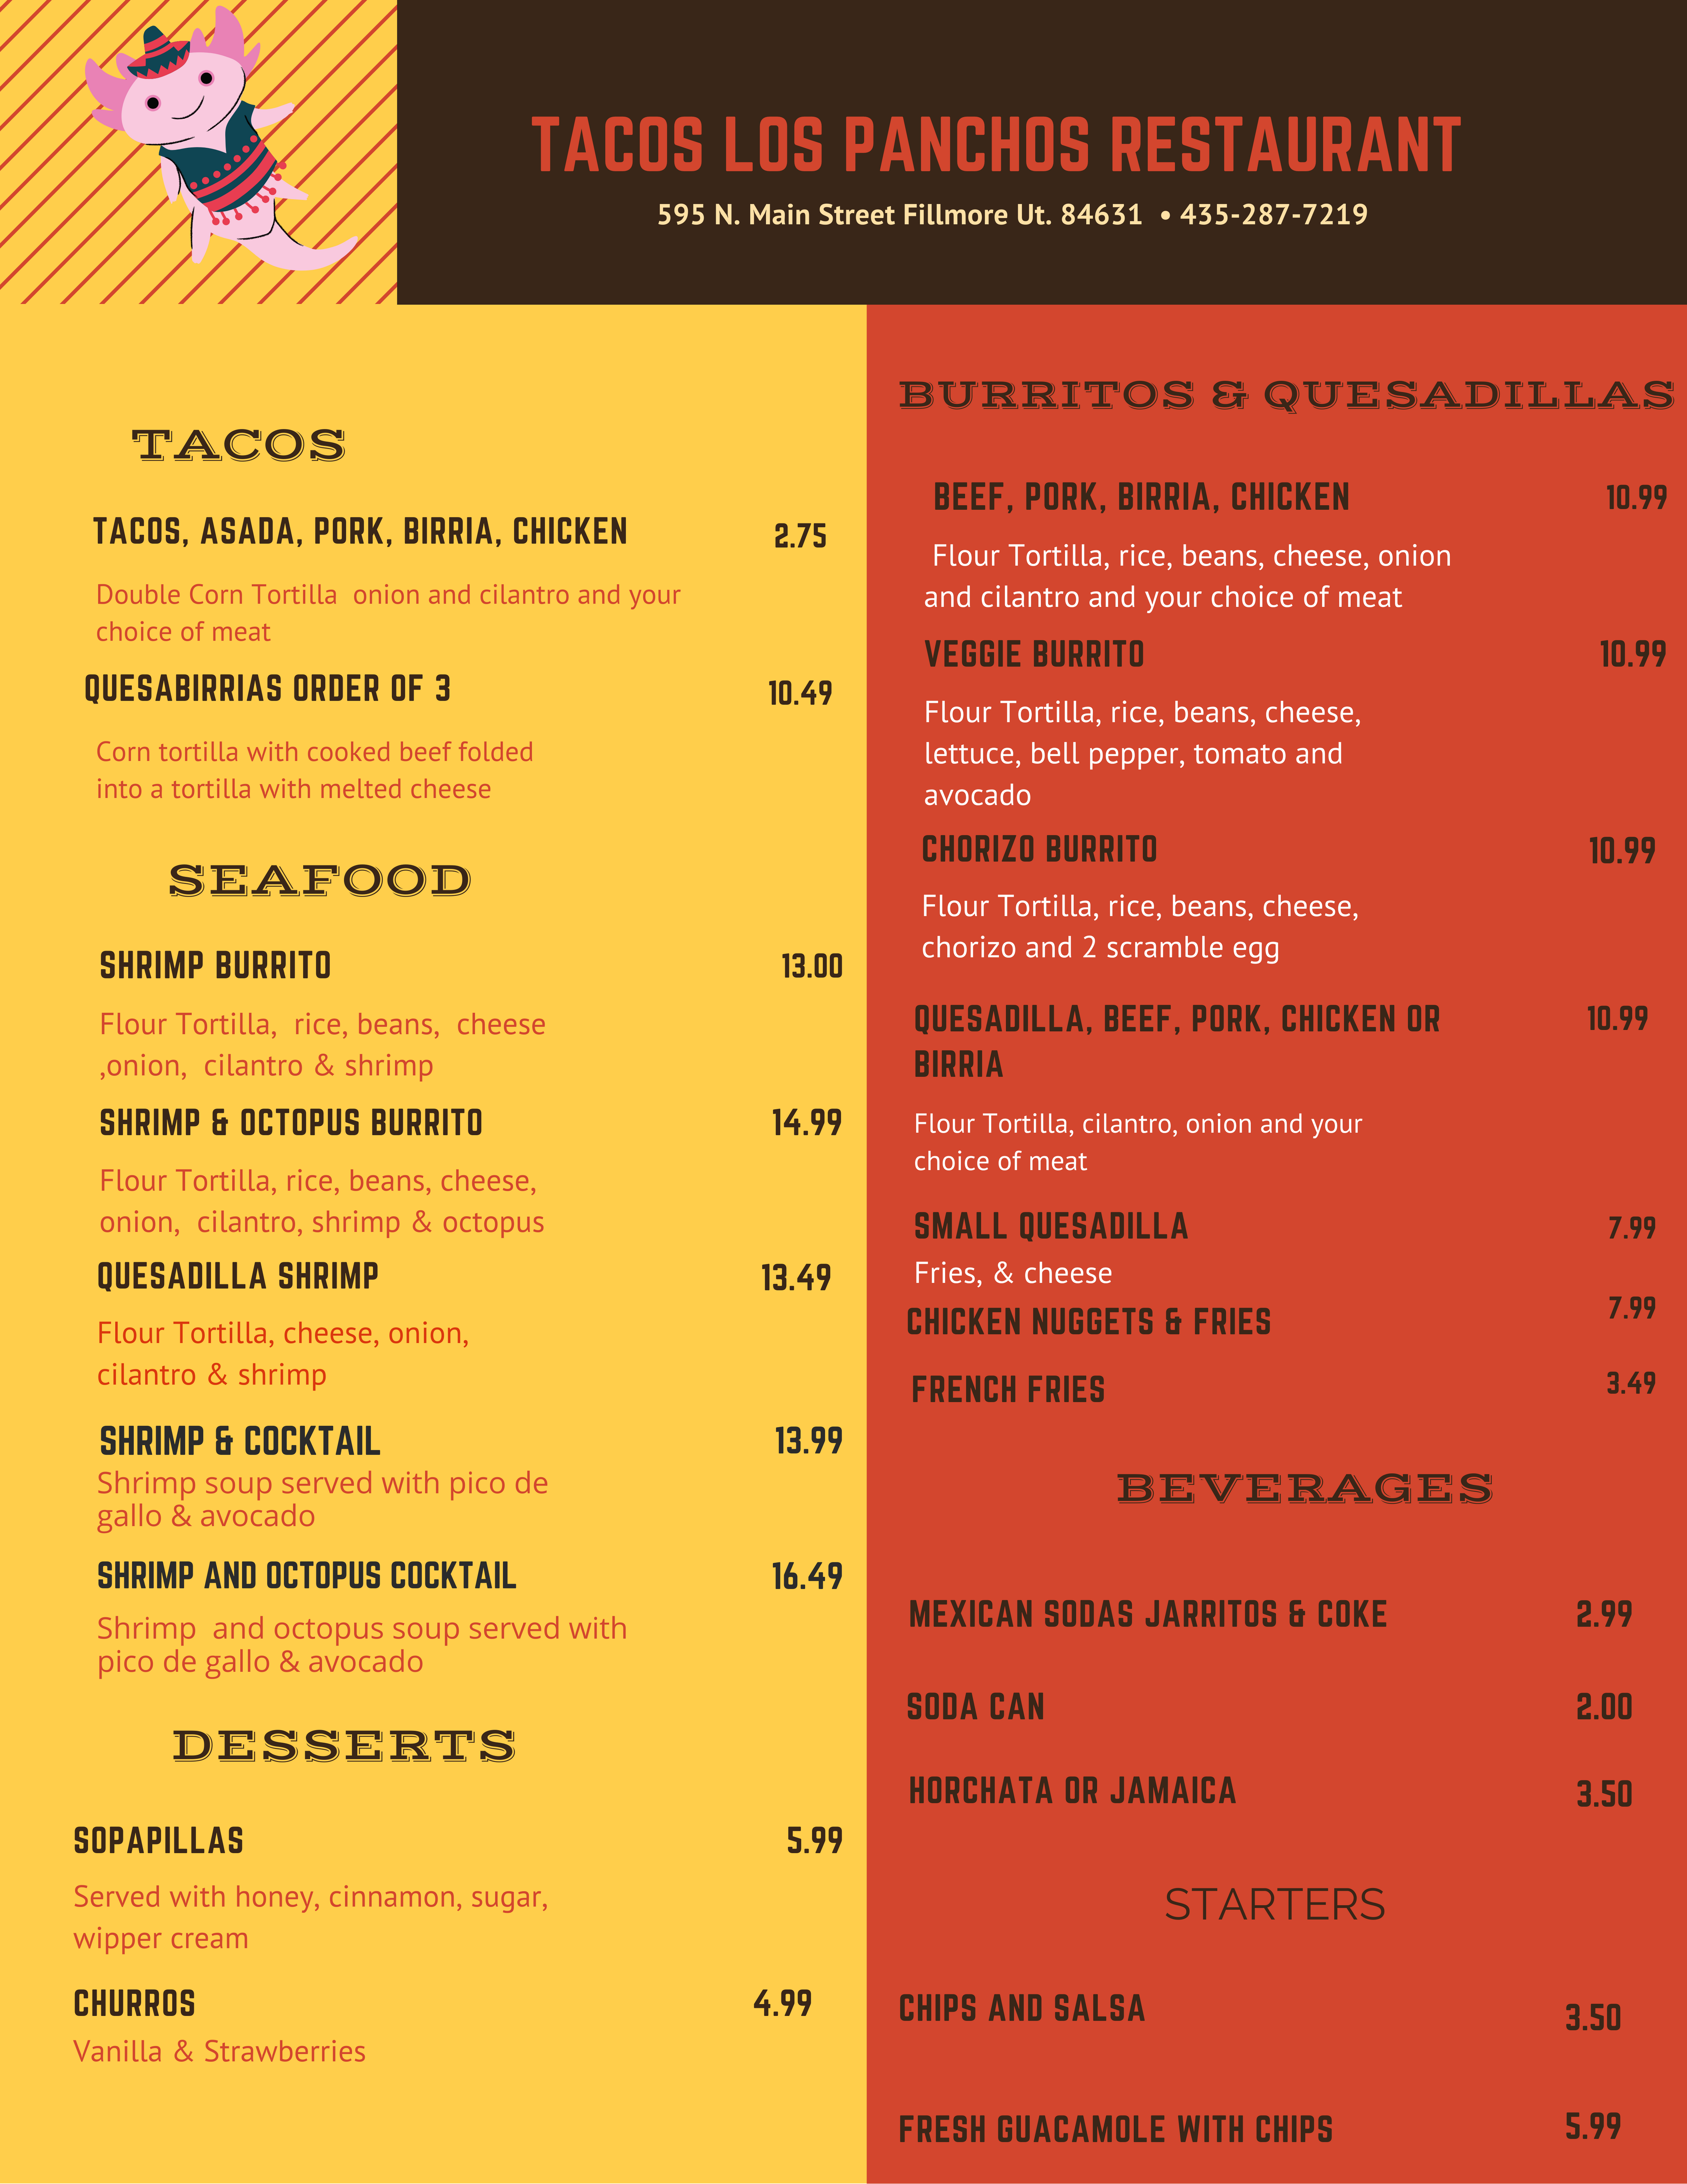 TACOS LOS PANCHOS RESTAURANT
595 N. Main Street Fillmore Ut. 84631 • 435-287-7219
TACOS
TACOS, ASADA, PORK, BIRRIA, CHICKEN 2.75
Double Corn Tortilla onion and cilantro and your
choice of meat
QUESABIRRIAS ORDER OF 3 10.49
Corn tortilla with cooked beef folded
into a tortilla with melted cheese
SEAFOOD
SHRIMP BURRITO 13.00
Flour Tortilla, rice, beans, cheese
,onion, cilantro & shrimp
SHRIMP & OCTOPUS BURRITO 14.99
Flour Tortilla, rice, beans, cheese,
onion, cilantro, shrimp & octopus
QUESADILLA SHRIMP 13.49
Flour Tortilla, cheese, onion,
cilantro & shrimp
SHRIMP & COCKTAIL 13.99
Shrimp soup served with pico de
gallo & avocado
SHRIMP AND OCTOPUS COCKTAIL 16.49
Shrimp and octopus soup served with
pico de gallo & avocado
DESSERTS
SOPAPILLAS 5.99
Served with honey, cinnamon, sugar,
wipper cream
CHURROS 4.99
Vanilla & Strawberries
BURRITOS & QUESADILLAS
BEEF, PORK, BIRRIA, CHICKEN 10.99
Flour Tortilla, rice, beans, cheese, onion
and cilantro and your choice of meat
VEGGIE BURRITO 10.99
Flour Tortilla, rice, beans, cheese,
lettuce, bell pepper, tomato and
avocado
CHORIZO BURRITO 10.99
Flour Tortilla, rice, beans, cheese,
chorizo and 2 scramble egg
QUESADILLA, BEEF, PORK, CHICKEN OR 10.99
BIRRIA
Flour Tortilla, cilantro, onion and your
choice of meat
SMALL QUESADILLA 7.99
Fries, & cheese
CHICKEN NUGGETS & FRIES 7.99
FRENCH FRIES 3.49
BEVERAGES
MEXICAN SODAS JARRITOS & COKE 2.99
SODA CAN 2.00
HORCHATA OR JAMAICA 3.50
STARTERS
CHIPS AND SALSA 3.50
FRESH GUACAMOLE WITH CHIPS 5.99